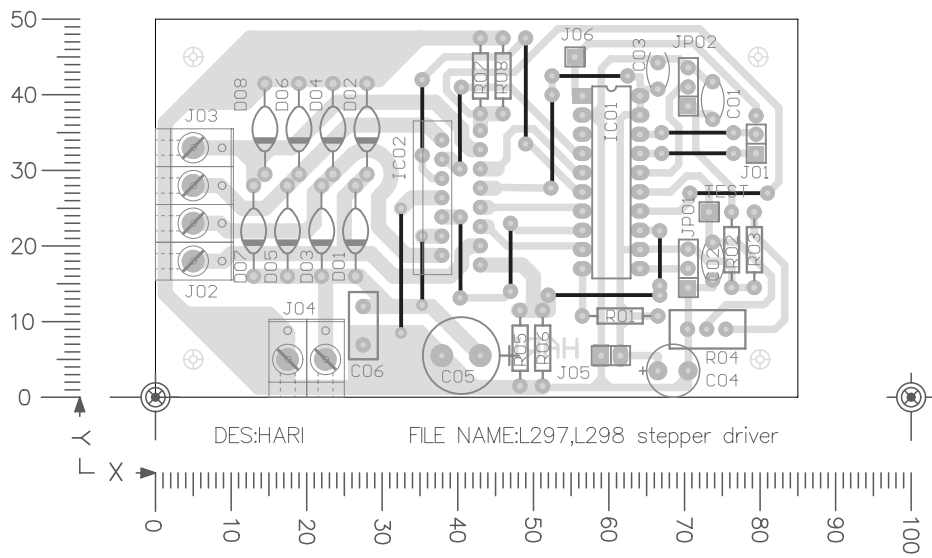 50
40
30
20
10
0
J06
C03
JP02
C01
J01
R07
R08
IC01
IC02
D08
D06
D04
D02
J03
TEST
JP01
C02
R02
R03
D07
D05
D03
D01
J02
J04
C06
C05
R05
R06
J05
R01
R04
C04
+
+
Y
X
DES:HARI
FILE NAME:L297,L298 stepper driver
0
10
20
30
40
50
60
70
80
90
100